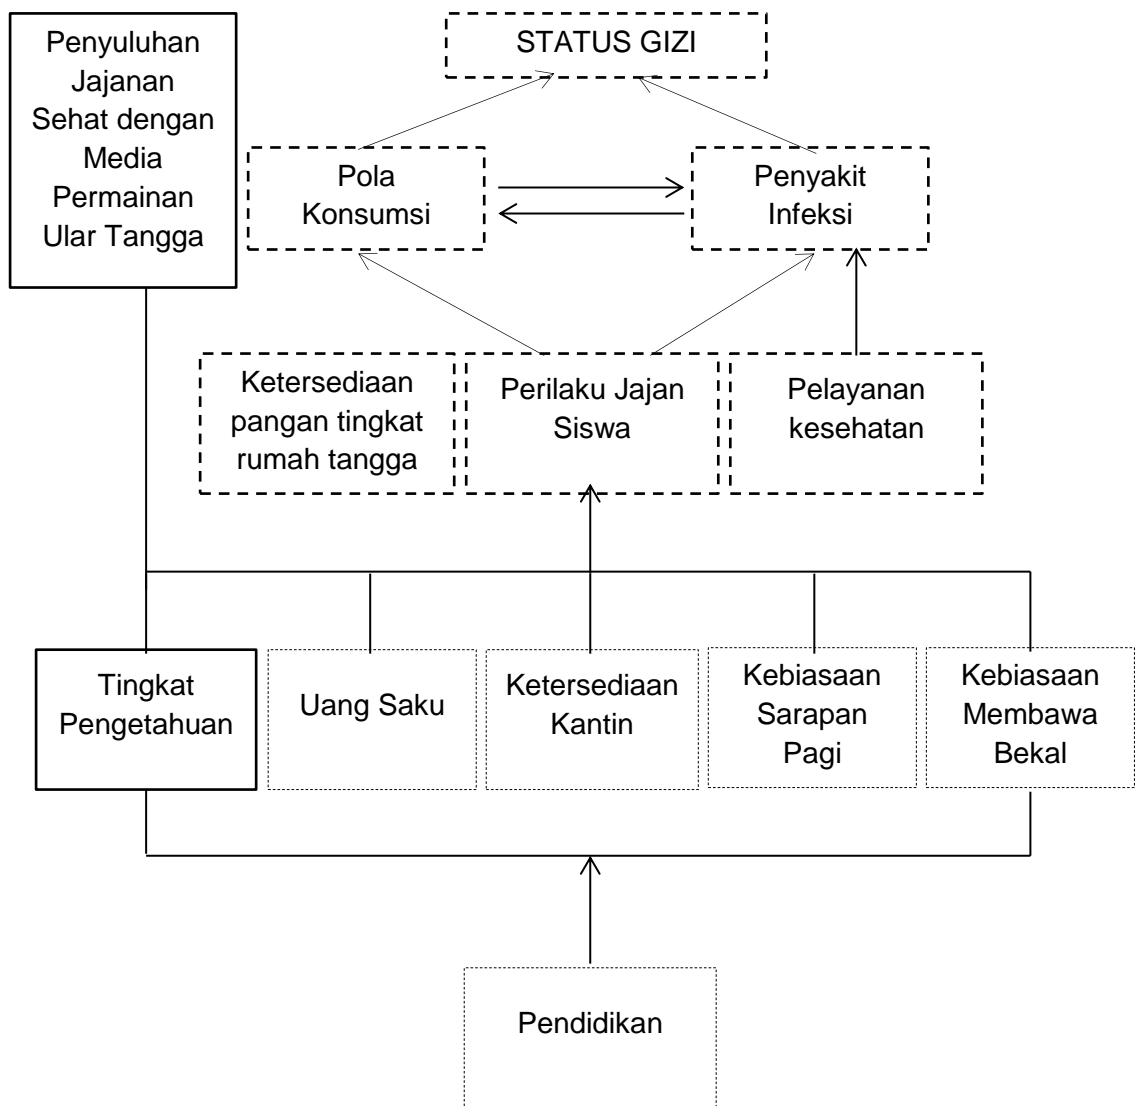 Penyuluhan
Jajanan
Sehat dengan
Media
Permainan
Ular Tangga
STATUS GIZI
Pola
Konsumsi
Penyakit
Infeksi
Ketersediaan
pangan tingkat
rumah tangga
Perilaku Jajan
Siswa
Pelayanan
kesehatan
Tingkat
Pengetahuan
Uang Saku
Ketersediaan
Kantin
Kebiasaan
Sarapan
Pagi
Kebiasaan
Membawa
Bekal
Pendidikan